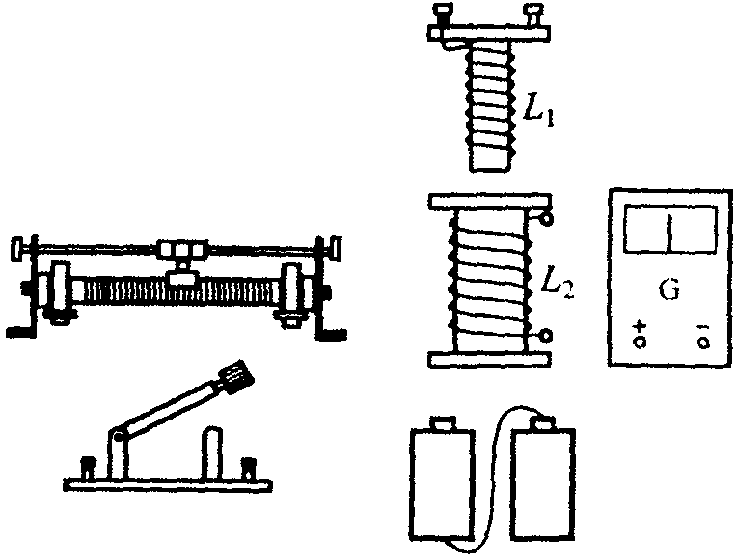 L₁
L₂
G
+ −